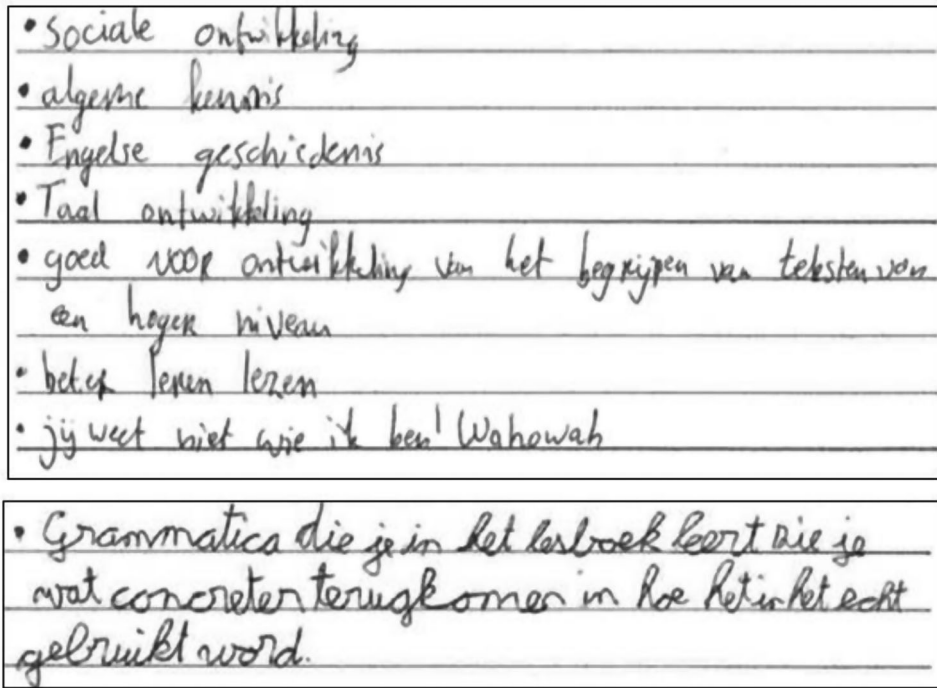 • Sociale ontwikkeling
• algeme kennis
• Engelse geschiedenis
• Taal ontwikkeling
• goed voor ontwikkeling van het begrijpen van teksten van
een hoger niveau
• beter leren lezen
• jij weet niet wie ik ben! Wahowah
• Grammatica die je in het lesboek leert zie je
wat concreter terugkomen in hoe het in het echt
gebruikt word.